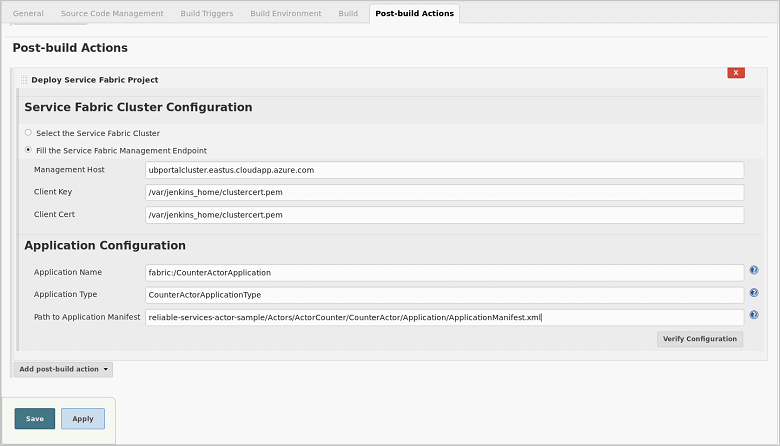 General Source Code Management Build Triggers Build Environment Build Post-build Actions
Post-build Actions
X
Deploy Service Fabric Project
Service Fabric Cluster Configuration
Select the Service Fabric Cluster
Fill the Service Fabric Management Endpoint
Management Host ubportalcluster.eastus.cloudapp.azure.com
Client Key /var/jenkins_home/clustercert.pem
Client Cert /var/jenkins_home/clustercert.pem
Application Configuration
Application Name fabric:/CounterActorApplication
Application Type CounterActorApplicationType
Path to Application Manifest reliable-services-actor-sample/Actors/ActorCounter/CounterActor/Application/ApplicationManifest.xml
Verify Configuration
Add post-build action
Save Apply